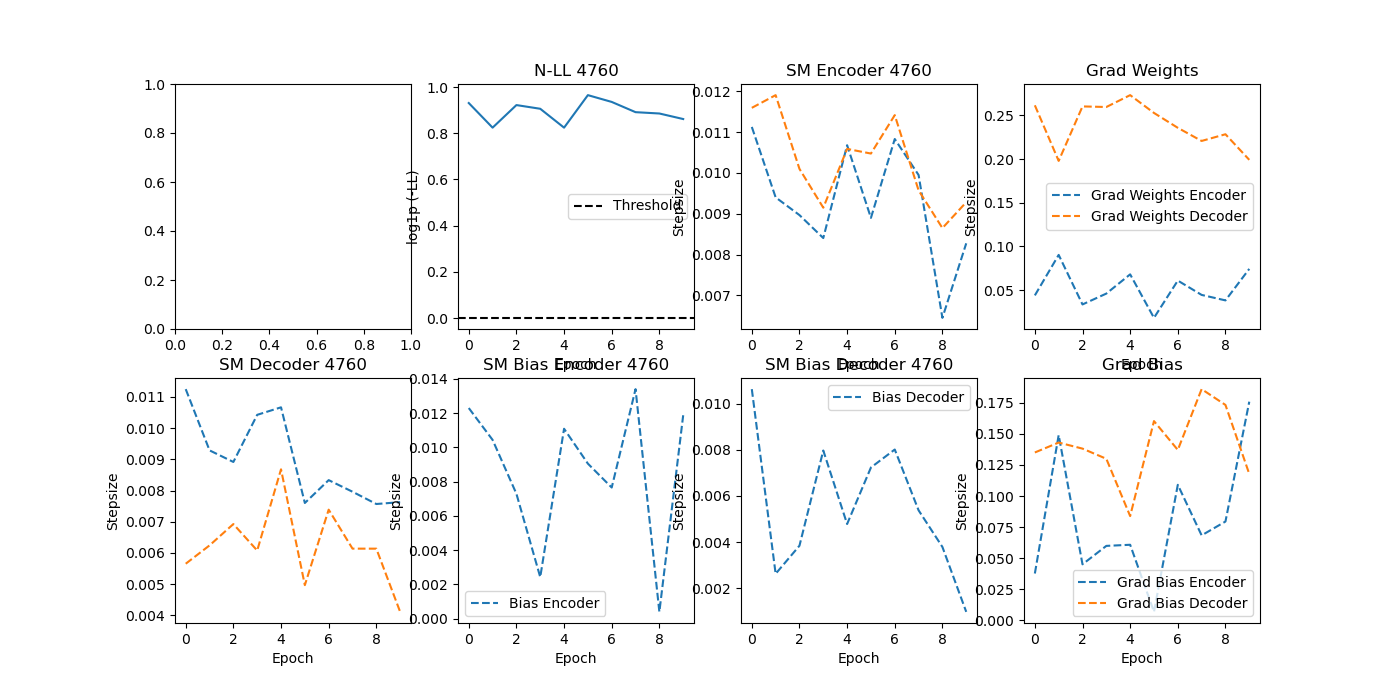 N-LL 4760
SM Encoder 4760
Grad Weights
1.0
0.8
0.6
0.4
0.2
0.0
0.0 0.2 0.4 0.6 0.8 1.0
log1p (-LL)
1.0
0.8
0.6
0.4
0.2
0.0
Threshold
0 2 4 6 8
Epoch
Stepsize
0.012
0.011
0.010
0.009
0.008
0.007
0 2 4 6 8
Epoch
Stepsize
0.25
0.20
0.10
0.05
Grad Weights Encoder
Grad Weights Decoder
0 2 4 6 8
Epoch
SM Decoder 4760
SM Bias Encoder 4760
SM Bias Decoder 4760
Grad Bias
Stepsize
0.011
0.010
0.009
0.008
0.007
0.006
0.005
0.004
0 2 4 6 8
Epoch
Stepsize
0.014
0.012
0.010
0.008
0.006
0.004
0.002
0.000
Bias Encoder
0 2 4 6 8
Epoch
Stepsize
0.010
0.008
0.006
0.004
0.002
Bias Decoder
0 2 4 6 8
Epoch
Stepsize
0.175
0.150
0.125
0.100
0.075
0.050
0.025
0.000
Grad Bias Encoder
Grad Bias Decoder
0 2 4 6 8
Epoch